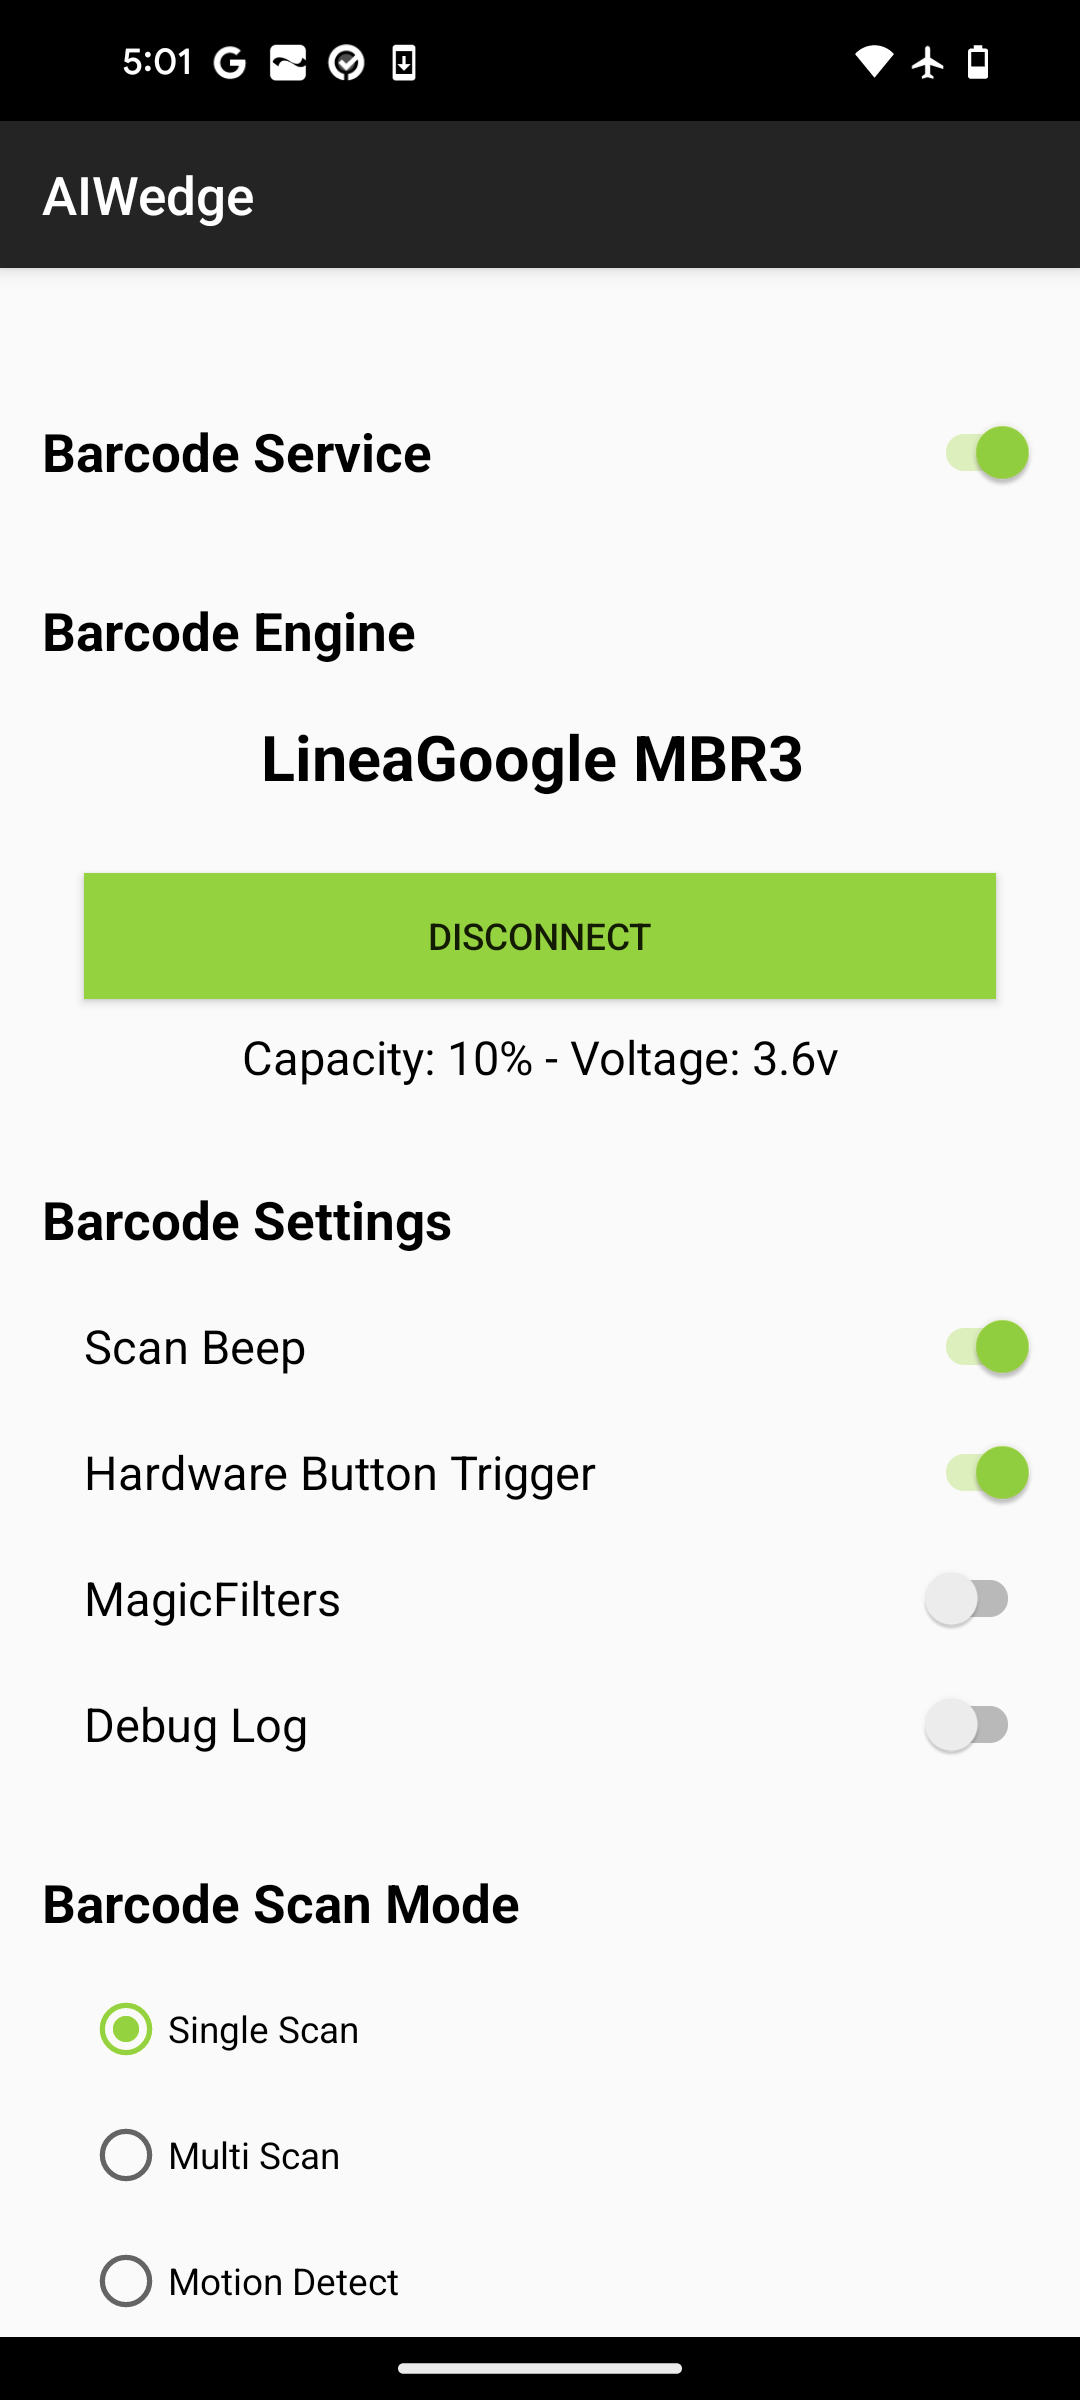 5:01
AIWedge
Barcode Service
Barcode Engine
LineaGoogle MBR3
DISCONNECT
Capacity: 10% - Voltage: 3.6v
Barcode Settings
Scan Beep
Hardware Button Trigger
MagicFilters
Debug Log
Barcode Scan Mode
Single Scan
Multi Scan
Motion Detect